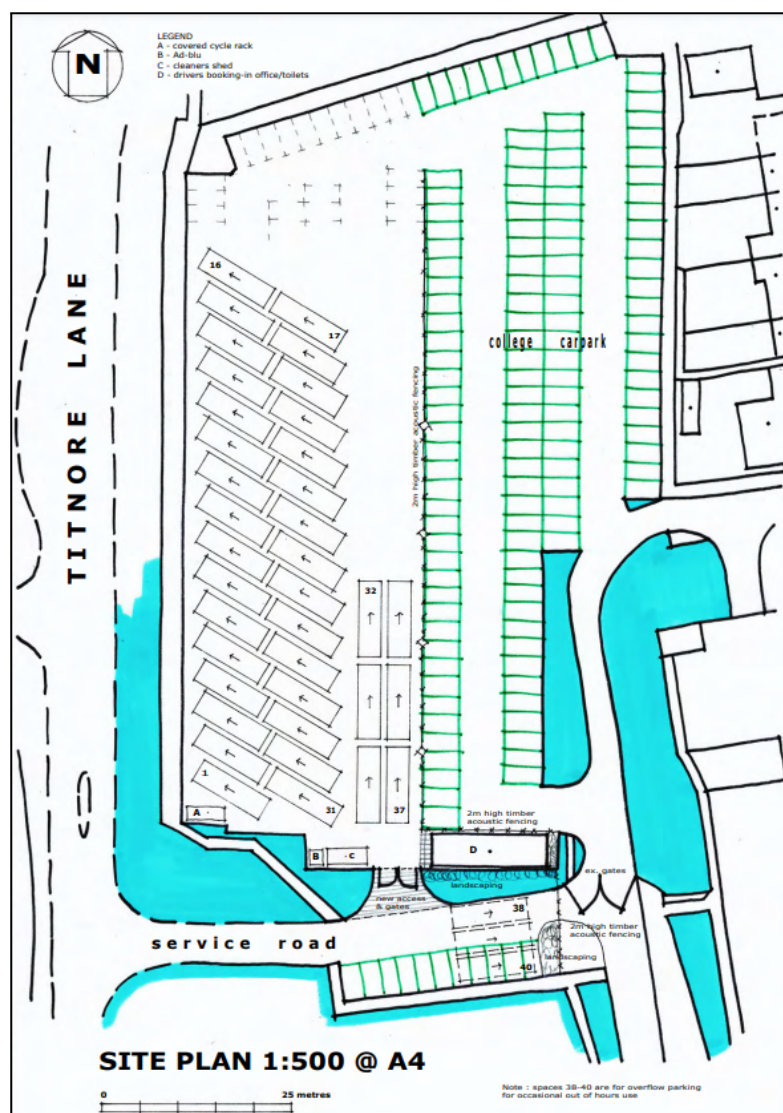 N
LEGEND
A - covered cycle rack
B - Ad-blu
C - cleaners shed
D - drivers booking-in office/toilets
16
17
college carpark
TITNORE LANE
2m high timber acoustic fencing
32
1
31
37
A
B
C
2m high timber
acoustic fencing
D
landscaping
ex. gates
new access
& gates
38
2m high timber
acoustic fencing
service road
landscaping
40
SITE PLAN 1:500 @ A4
0
25 metres
Note : spaces 38-40 are for overflow parking
for occasional out of hours use